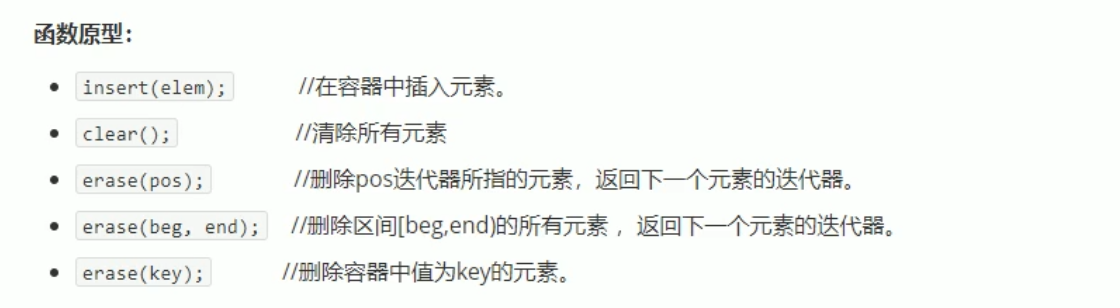 函数原型：
insert(elem); //在容器中插入元素。
clear(); //清除所有元素
erase(pos); //删除pos迭代器所指的元素，返回下一个元素的迭代器。
erase(beg, end); //删除区间[beg,end)的所有元素 ，返回下一个元素的迭代器。
erase(key); //删除容器中值为key的元素。